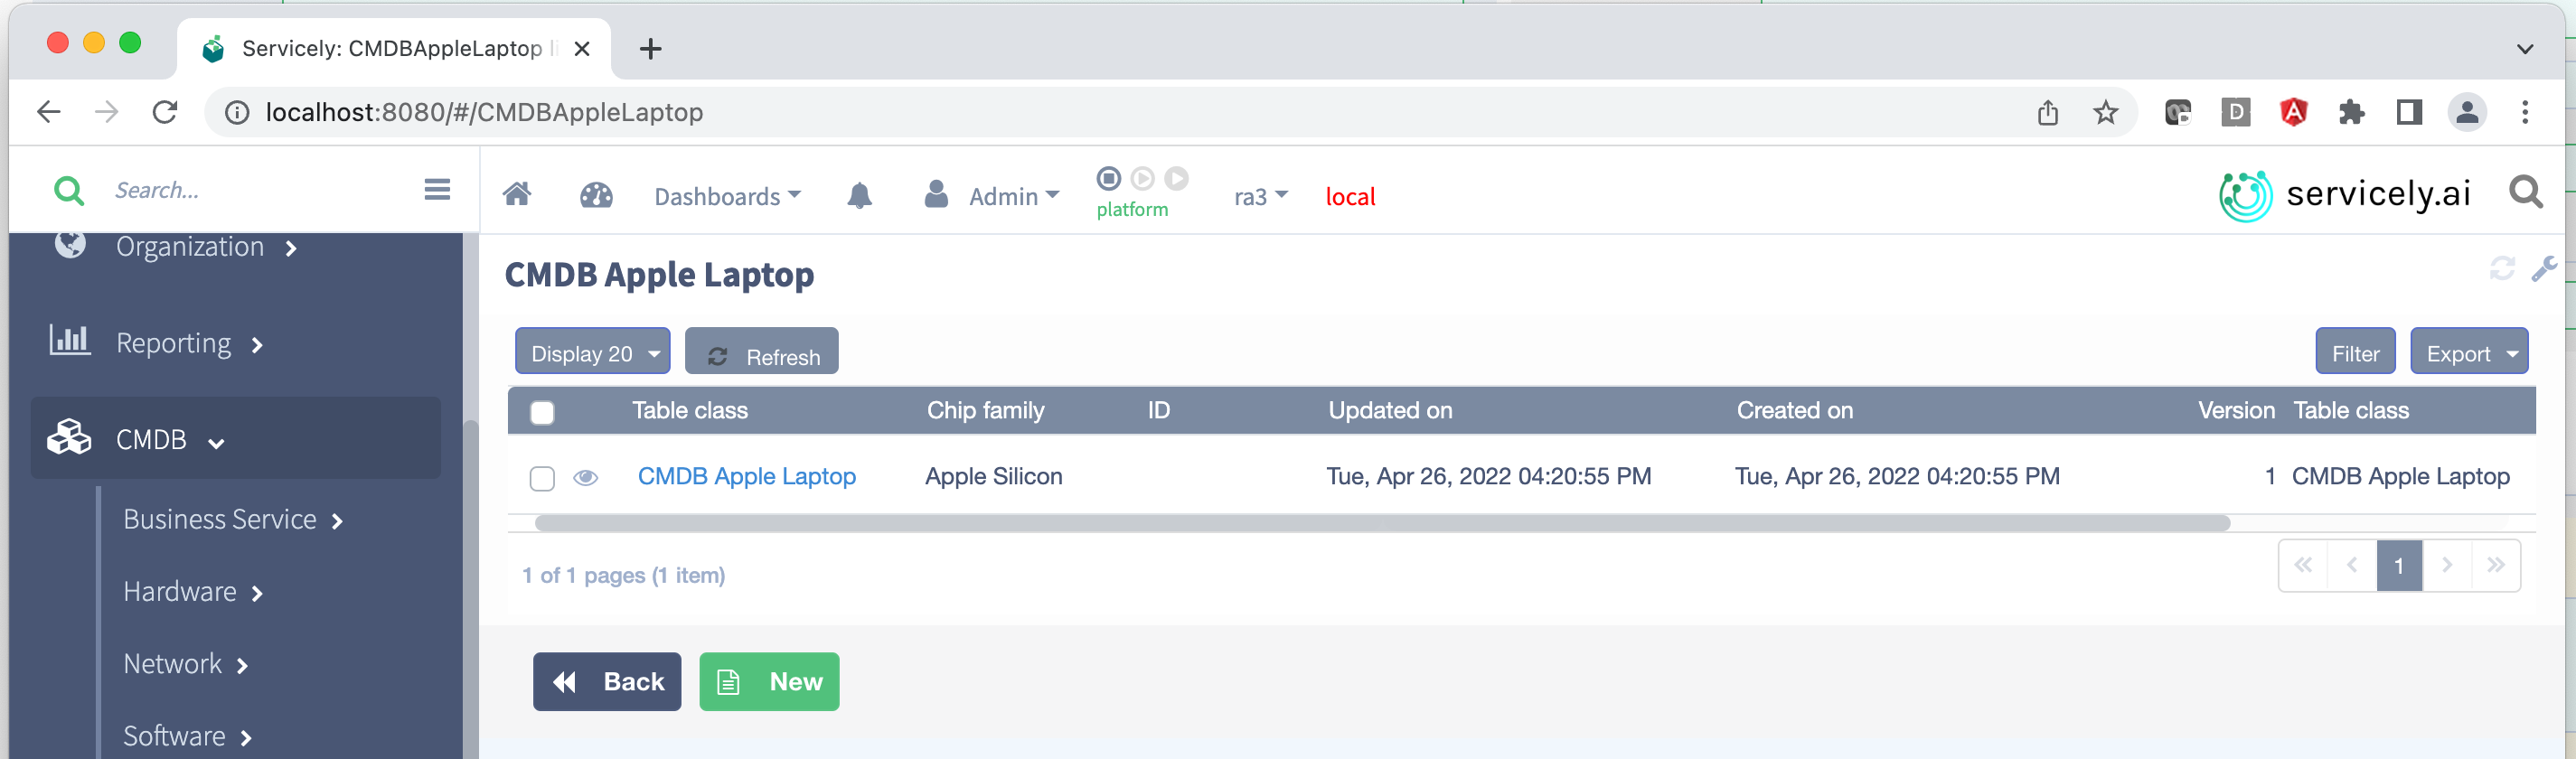 Servicely: CMDBAppleLaptop li
localhost:8080/#/CMDBAppleLaptop
D
A
Search...
Dashboards
Admin
platform
ra3
local
servicely.ai
Organization
Reporting
CMDB
Business Service
Hardware
Network
Software
CMDB Apple Laptop
Display 20
Refresh
Filter
Export
Table class Chip family ID Updated on Created on Version Table class
CMDB Apple Laptop Apple Silicon Tue, Apr 26, 2022 04:20:55 PM Tue, Apr 26, 2022 04:20:55 PM 1 CMDB Apple Laptop
1 of 1 pages (1 item)
« ‹ 1 › »
Back
New